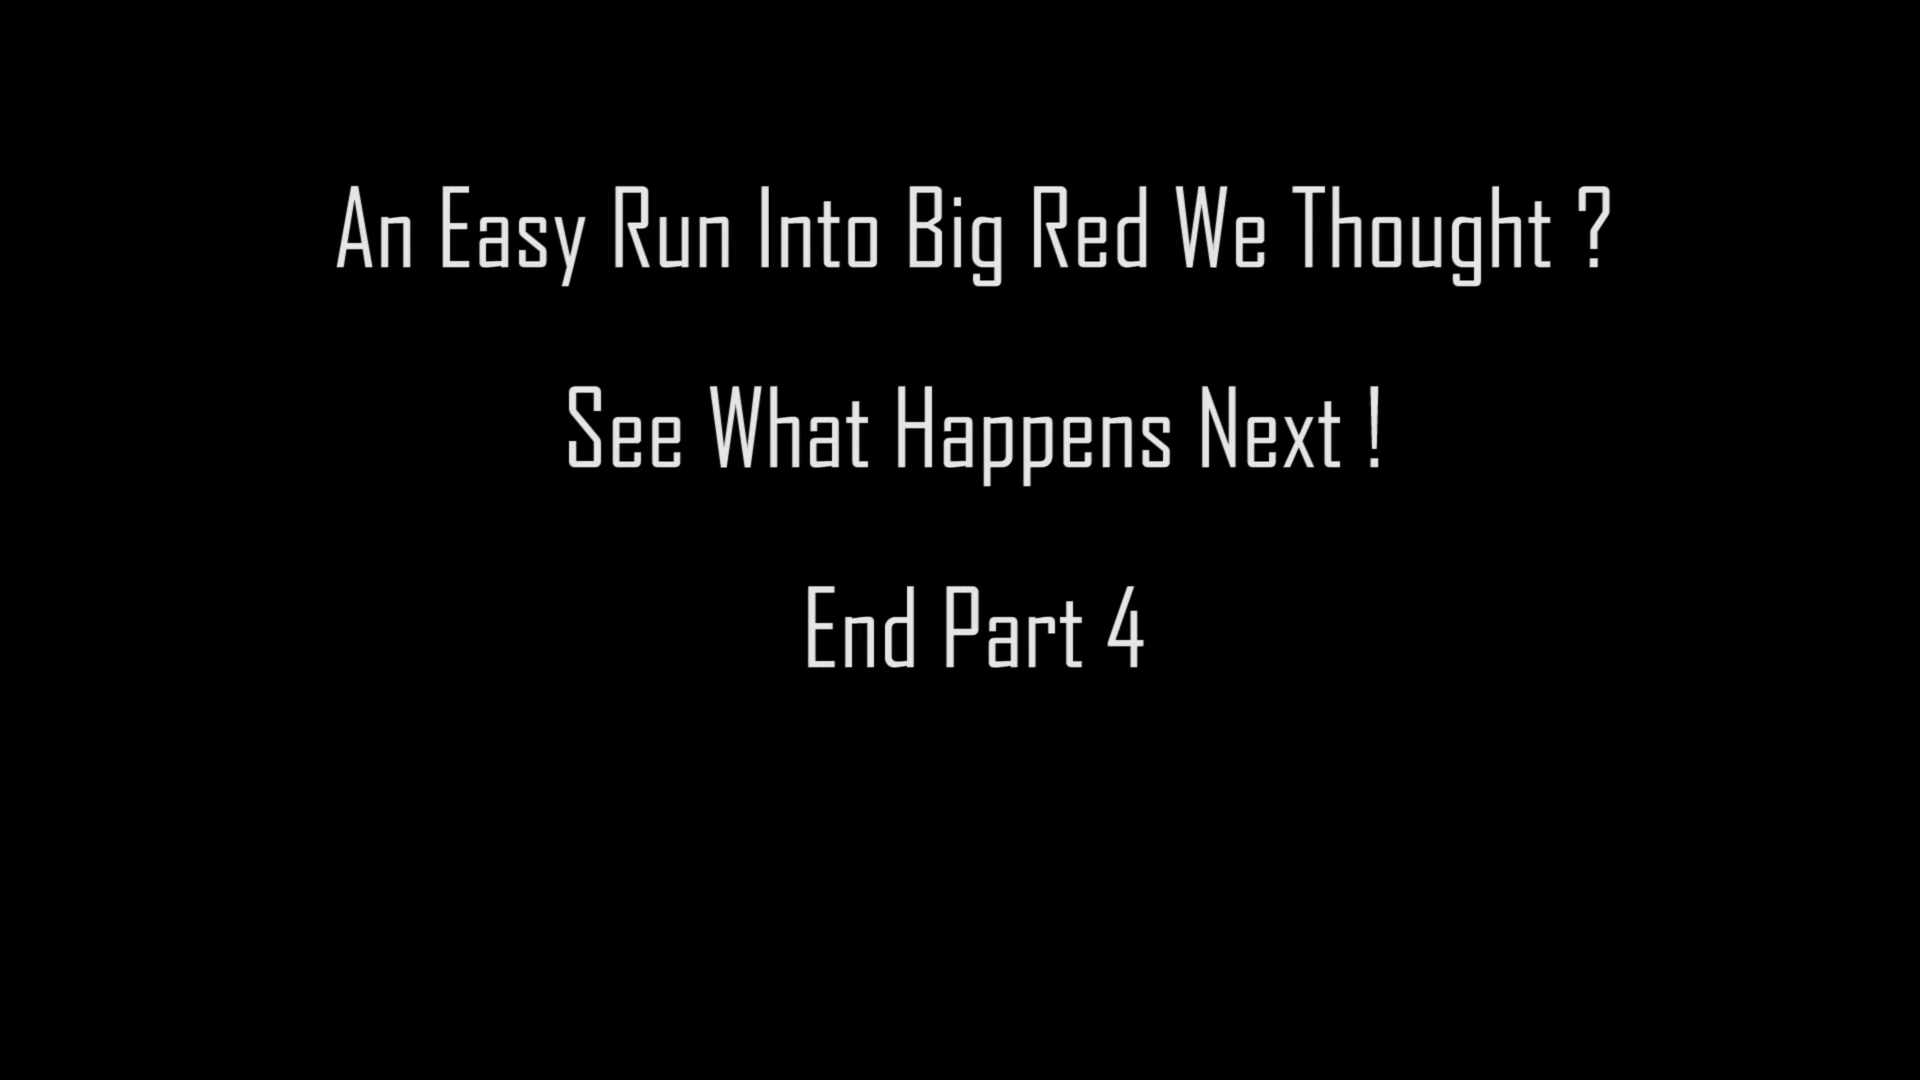 An Easy Run Into Big Red We Thought ?
See What Happens Next !
End Part 4